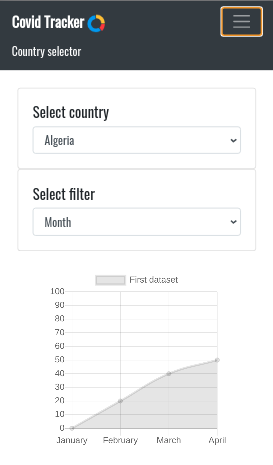 Covid Tracker
Country selector
Select country
Algeria
Select filter
Month
First dataset
100
90
80
70
60
50
40
30
20
10
0
January February March April